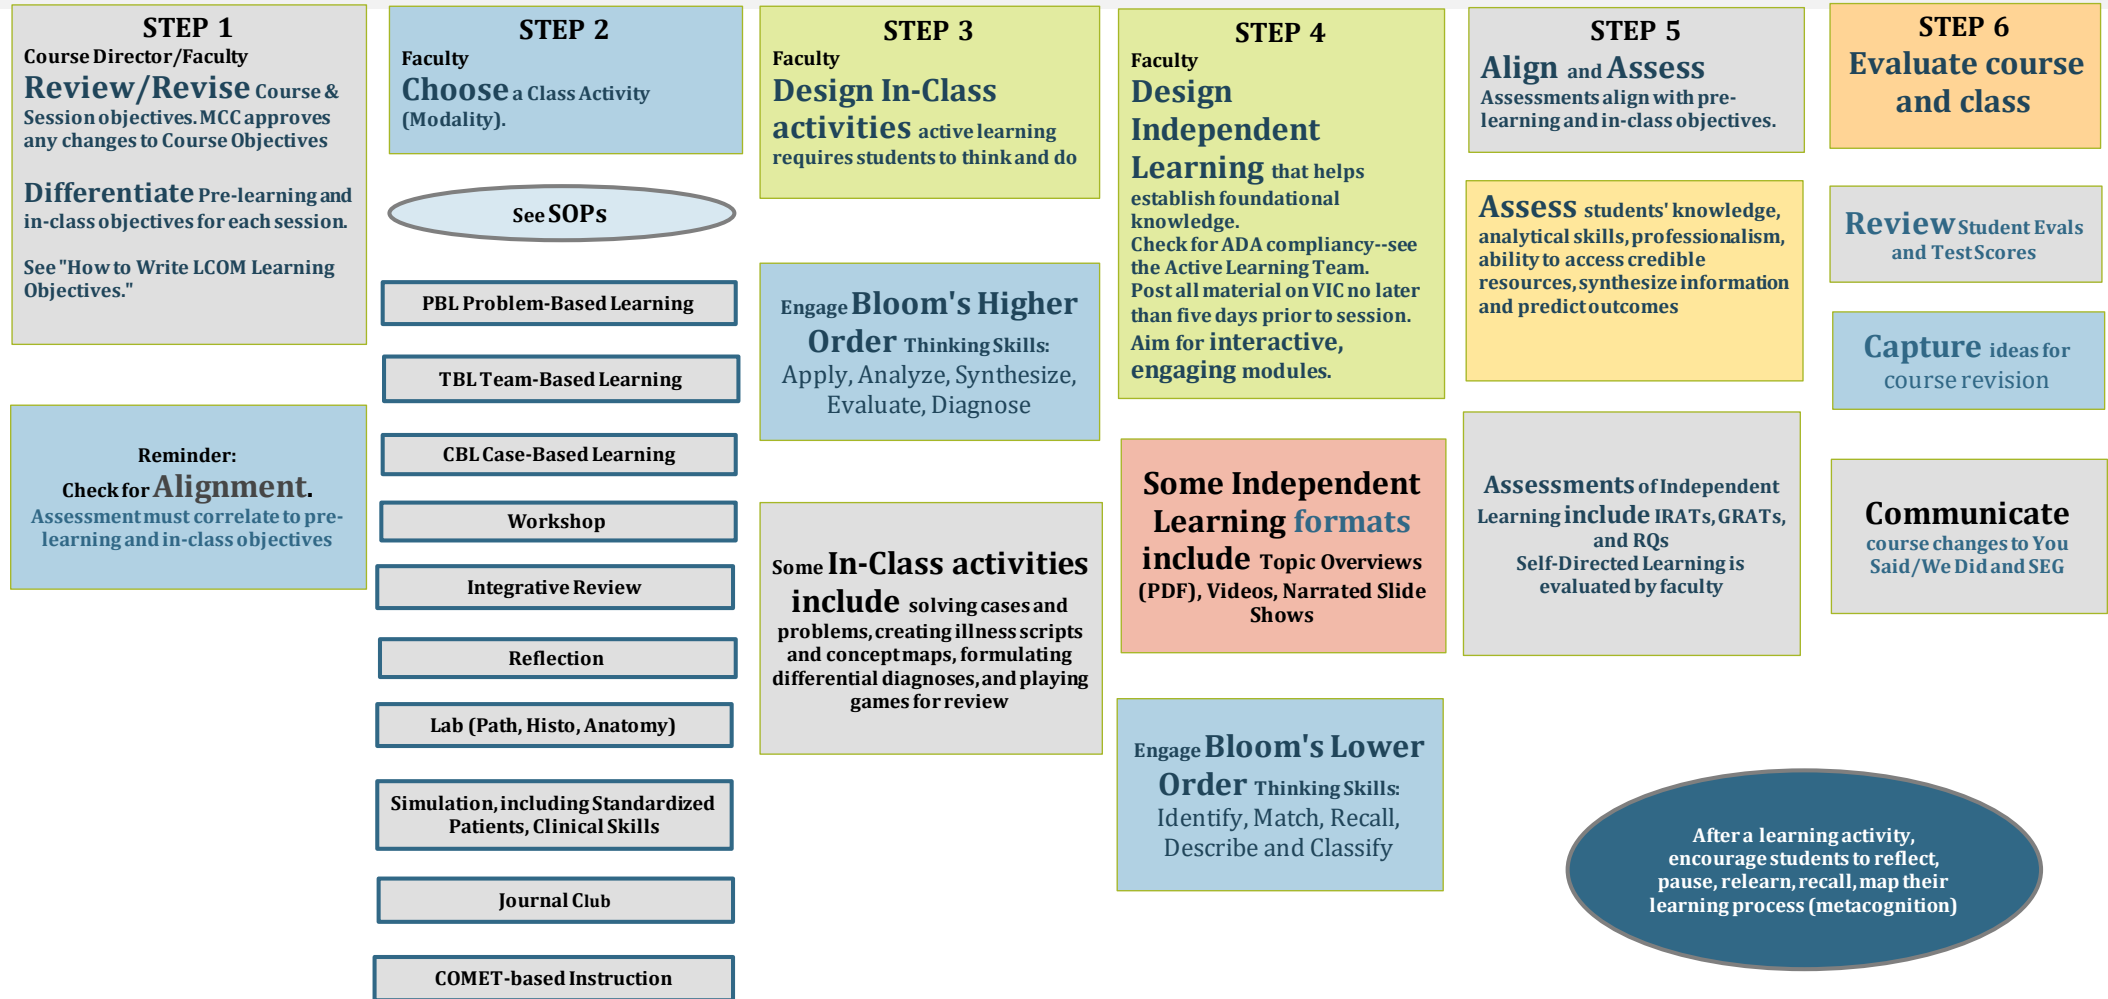 STEP 1
Course Director/Faculty
Review/Revise Course &
Session objectives. MCC approves
any changes to Course Objectives
Differentiate Pre-learning and
in-class objectives for each session.
See "How to Write LCOM Learning
Objectives."
Reminder:
Check for Alignment.
Assessment must correlate to pre-
learning and in-class objectives
STEP 2
Faculty
Choose a Class Activity
(Modality).
See SOPs
PBL Problem-Based Learning
TBL Team-Based Learning
CBL Case-Based Learning
Workshop
Integrative Review
Reflection
Lab (Path, Histo, Anatomy)
Simulation, including Standardized
Patients, Clinical Skills
Journal Club
COMET-based Instruction
STEP 3
Faculty
Design In-Class
activities active learning
requires students to think and do
Engage Bloom's Higher
Order Thinking Skills:
Apply, Analyze, Synthesize,
Evaluate, Diagnose
Some In-Class activities
include solving cases and
problems, creating illness scripts
and concept maps, formulating
differential diagnoses, and playing
games for review
STEP 4
Faculty
Design
Independent
Learning that helps
establish foundational
knowledge.
Check for ADA compliancy--see
the Active Learning Team.
Post all material on VIC no later
than five days prior to session.
Aim for interactive,
engaging modules.
Some Independent
Learning formats
include Topic Overviews
(PDF), Videos, Narrated Slide
Shows
Engage Bloom's Lower
Order Thinking Skills:
Identify, Match, Recall,
Describe and Classify
STEP 5
Align and Assess
Assessments align with pre-
learning and in-class objectives.
Assess students' knowledge,
analytical skills, professionalism,
ability to access credible
resources, synthesize information
and predict outcomes
Assessments of Independent
Learning include IRATs, GRATs,
and RQs
Self-Directed Learning is
evaluated by faculty
STEP 6
Evaluate course
and class
Review Student Evals
and Test Scores
Capture ideas for
course revision
Communicate
course changes to You
Said/We Did and SEG
After a learning activity,
encourage students to reflect,
pause, relearn, recall, map their
learning process (metacognition)